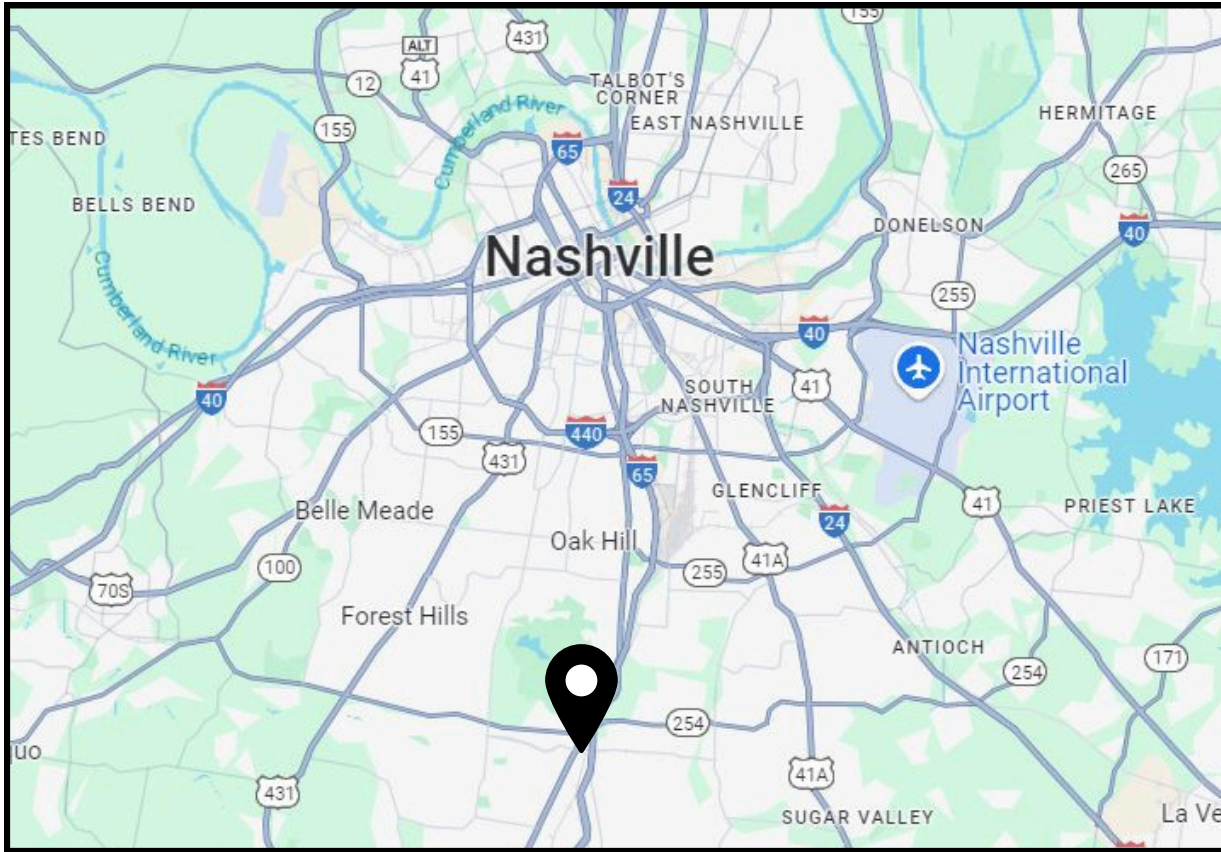 155
431
ALT
41
12
TALBOT'S
CORNER
EAST NASHVILLE
HERMITAGE
155
Cumberland River
65
TES BEND
265
24
BELLS BEND
DONELSON
40
Nashville
Cumberland River
255
40
Nashville
International
Airport
41
SOUTH
NASHVILLE
40
155
440
431
65
GLENCLIFF
41
PRIEST LAKE
Belle Meade
24
Oak Hill
41A
255
100
70S
Forest Hills
ANTIOCH
171
254
254
uo
41A
431
La Ve
SUGAR VALLEY